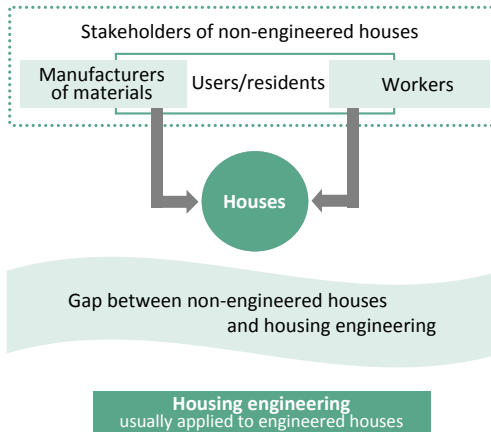 Stakeholders of non-engineered houses
Manufacturers
of materials
Users/residents
Workers
Houses
Gap between non-engineered houses
and housing engineering
Housing engineering
usually applied to engineered houses